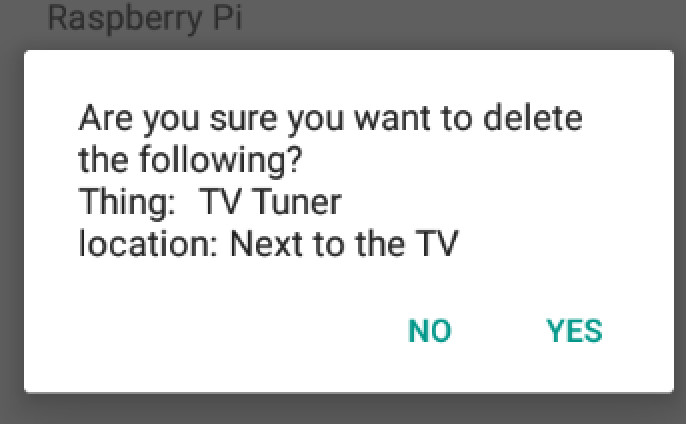 Raspberry Pi
Are you sure you want to delete
the following?
Thing:  TV Tuner
location: Next to the TV
NO YES